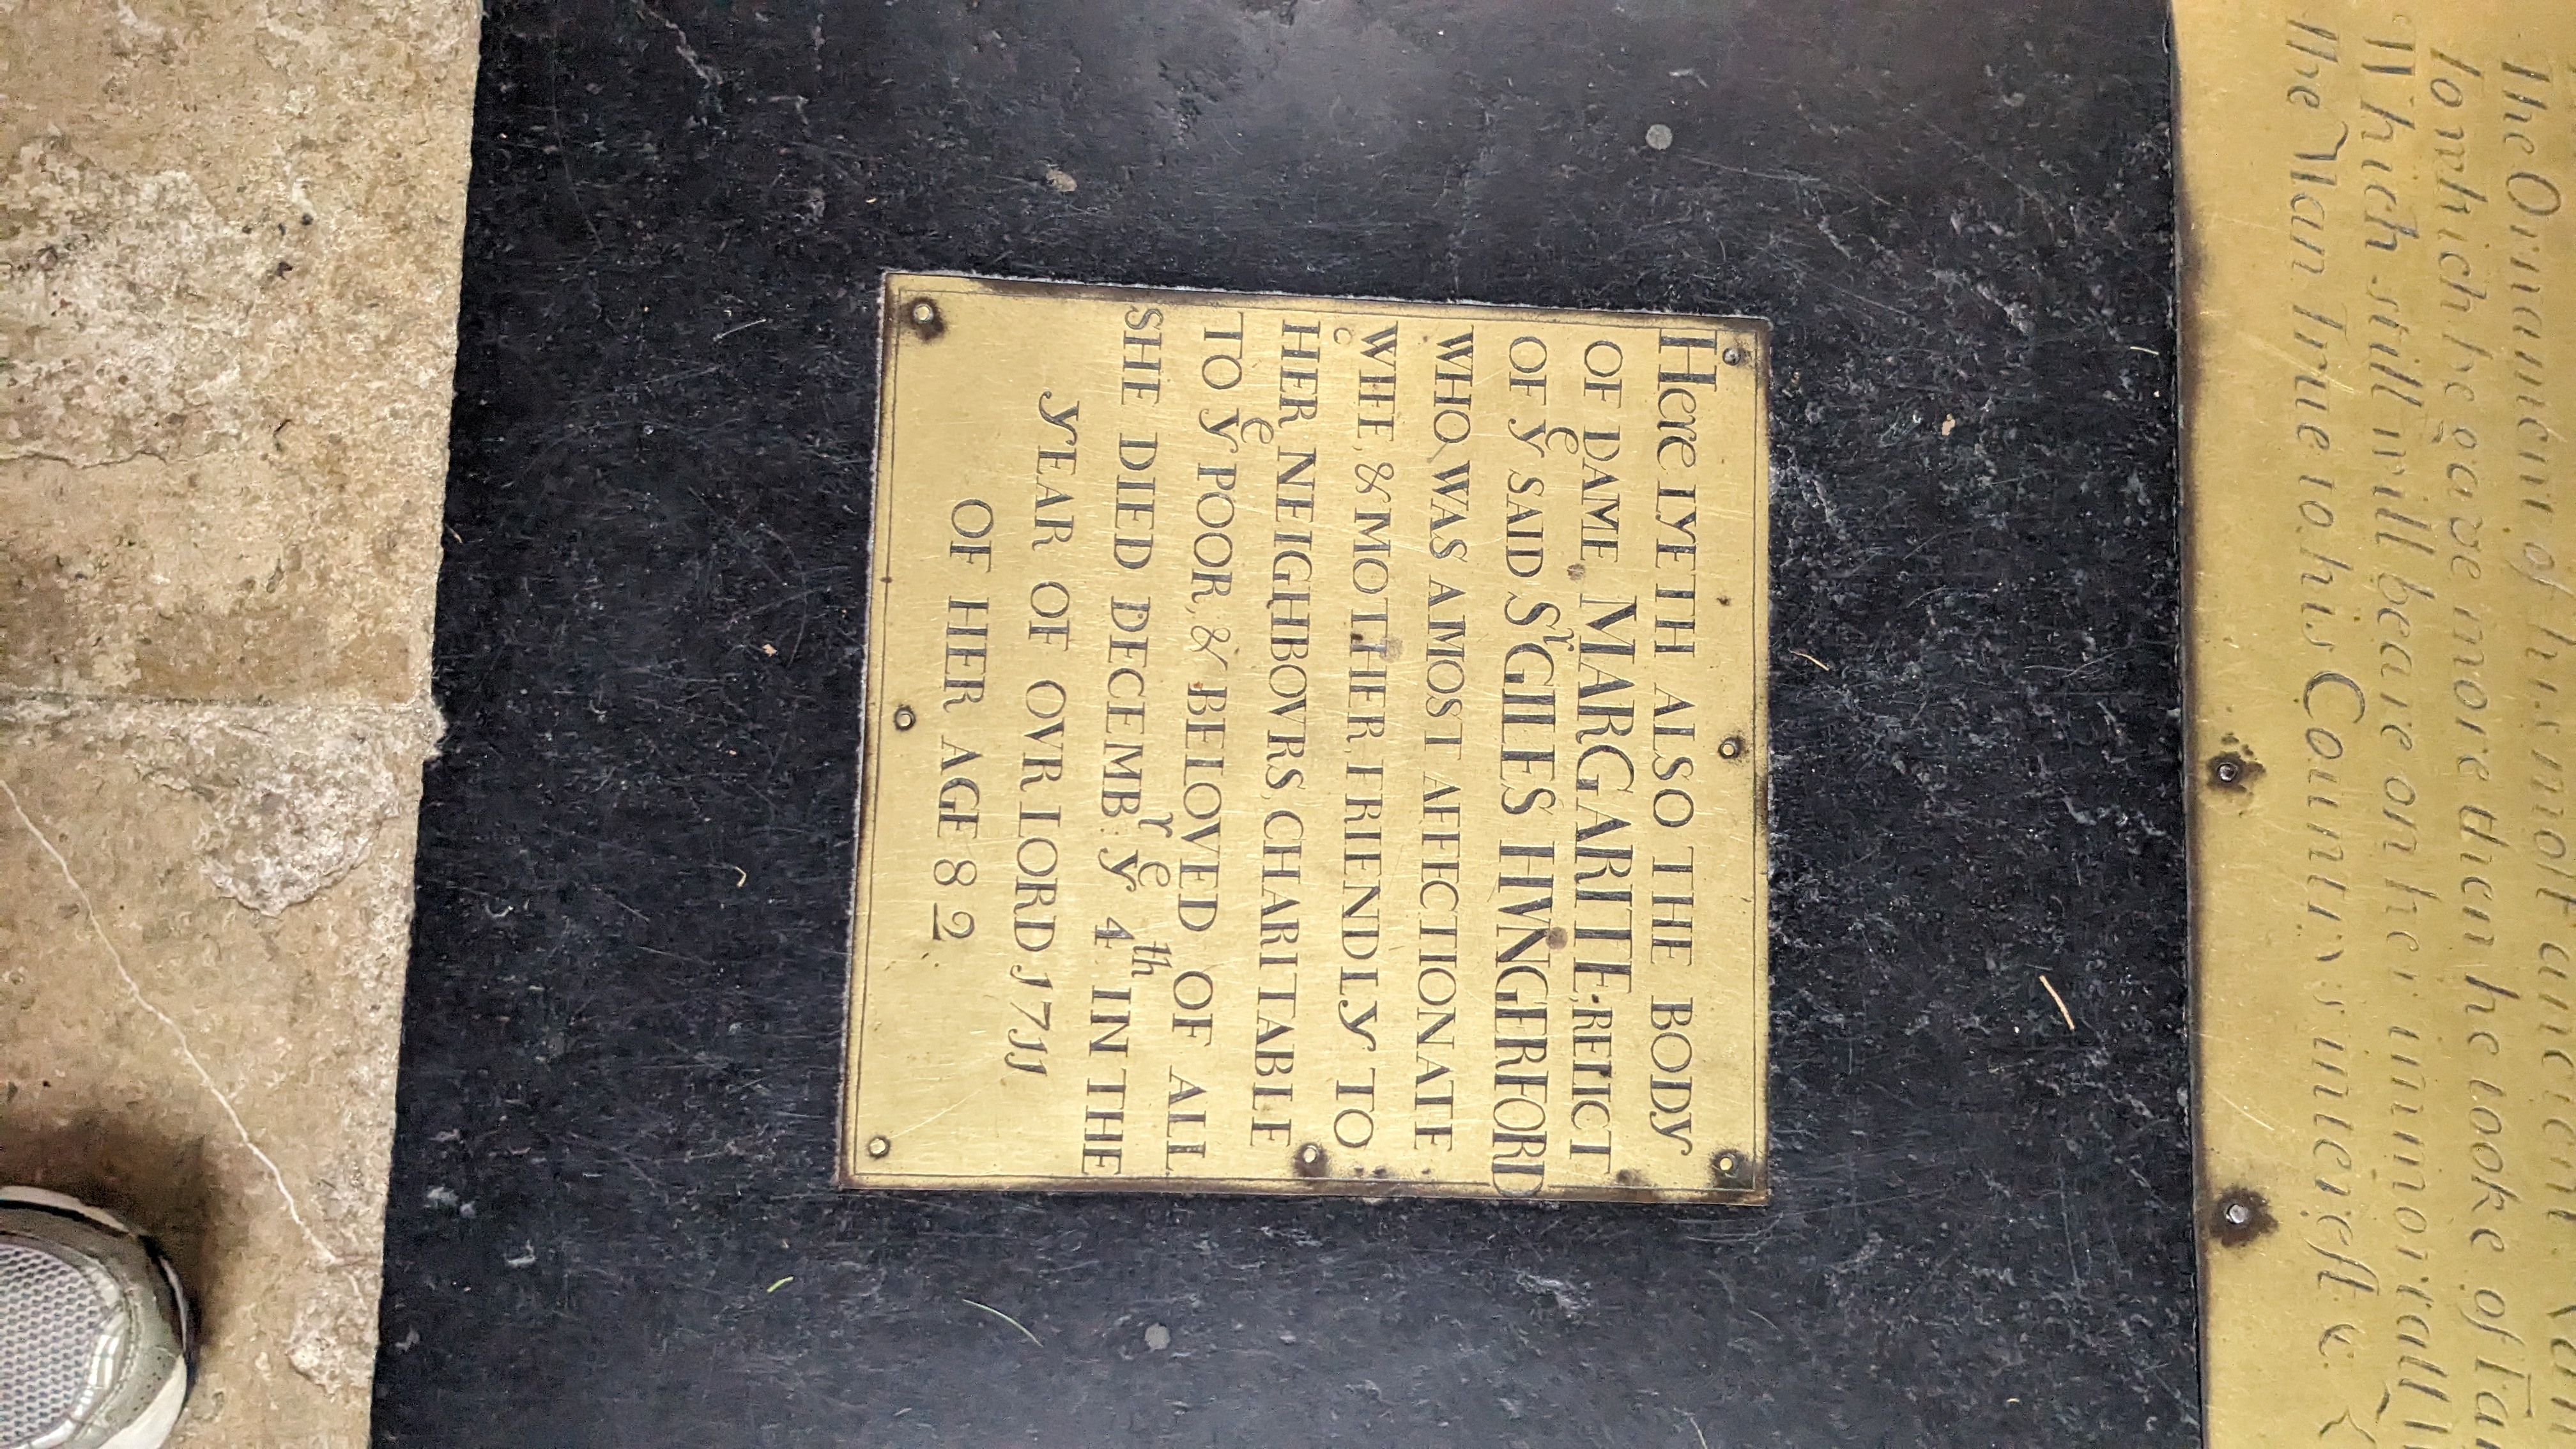 The Ornament of his most ancient
To which he gave more then he tooke of
Which still will beare on her immortall
The Man True to his Countrys interest &
Here LYETH ALSO THE BODY
OF DAME MARGARITE; RELICT
OF yᵉ SAID Sʳ GILES HVNGERFORD
WHO WAS A MOST AFFECTIONATE
WIFE, & MOTHER, FRIENDLY TO
HER NEIGHBOVRS, CHARITABLE
TO yᵉ POOR, & BELOVED OF ALL.
SHE DIED DECEMBʳ: yᵉ 4ᵗʰ IN THE
yEAR OF OVR LORD 1711
OF HER AGE 82.